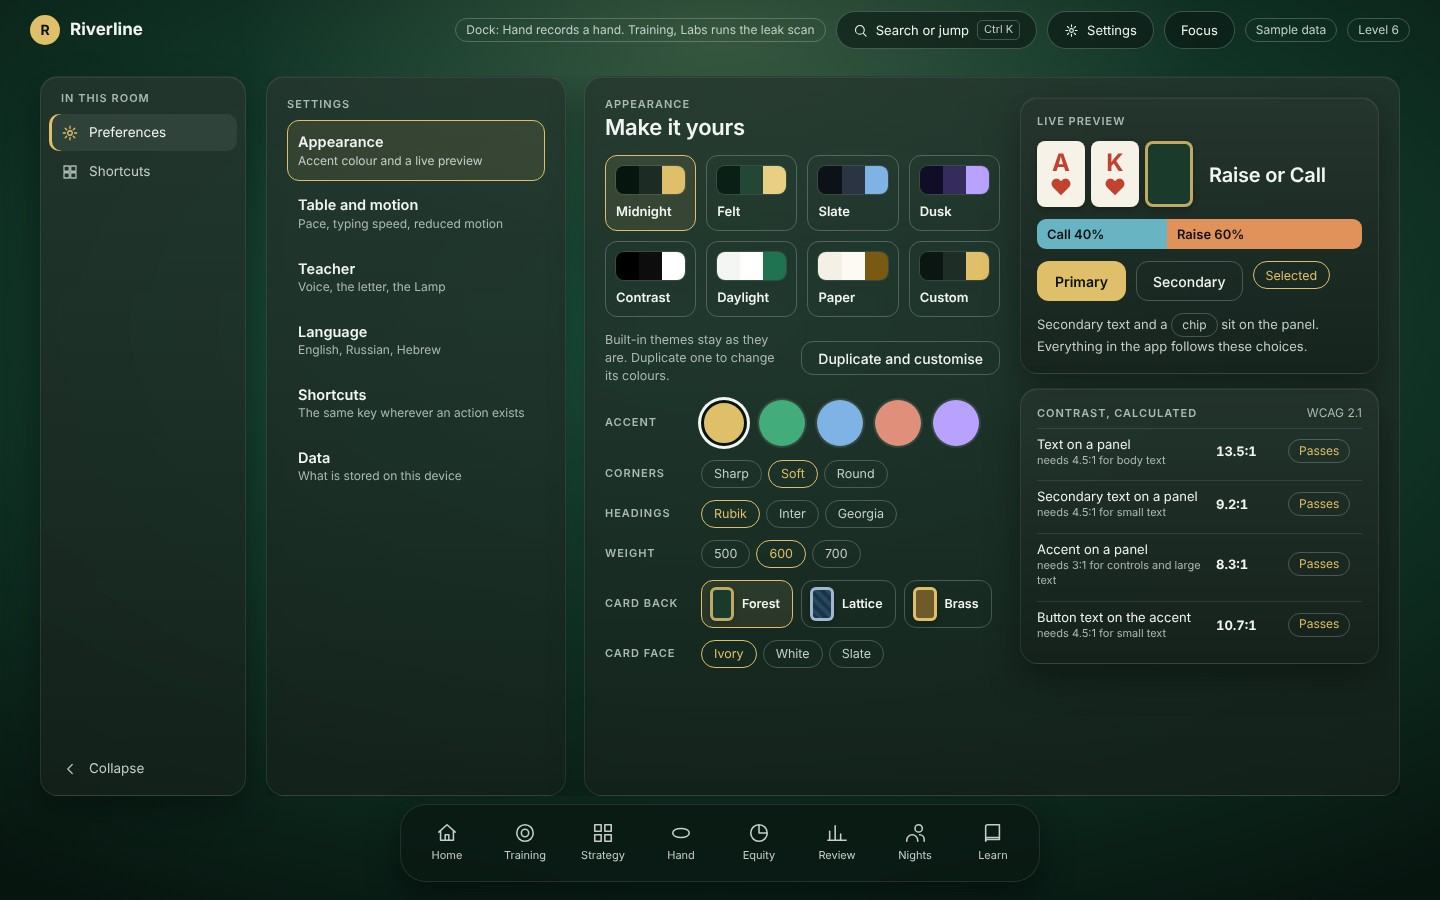 R Riverline
Dock: Hand records a hand. Training, Labs runs the leak scan
Search or jump Ctrl K
Settings
Focus
Sample data
Level 6
IN THIS ROOM
Preferences
Shortcuts
Collapse
SETTINGS
Appearance
Accent colour and a live preview
Table and motion
Pace, typing speed, reduced motion
Teacher
Voice, the letter, the Lamp
Language
English, Russian, Hebrew
Shortcuts
The same key wherever an action exists
Data
What is stored on this device
APPEARANCE
Make it yours
Midnight Felt Slate Dusk
Contrast Daylight Paper Custom
Built-in themes stay as they
are. Duplicate one to change
its colours.
Duplicate and customise
ACCENT
CORNERS Sharp Soft Round
HEADINGS Rubik Inter Georgia
WEIGHT 500 600 700
CARD BACK Forest Lattice Brass
CARD FACE Ivory White Slate
LIVE PREVIEW
A K Raise or Call
Call 40% Raise 60%
Primary Secondary Selected
Secondary text and a chip sit on the panel.
Everything in the app follows these choices.
CONTRAST, CALCULATED WCAG 2.1
Text on a panel
needs 4.5:1 for body text
13.5:1 Passes
Secondary text on a panel
needs 4.5:1 for small text
9.2:1 Passes
Accent on a panel
needs 3:1 for controls and large
text
8.3:1 Passes
Button text on the accent
needs 4.5:1 for small text
10.7:1 Passes
Home Training Strategy Hand Equity Review Nights Learn